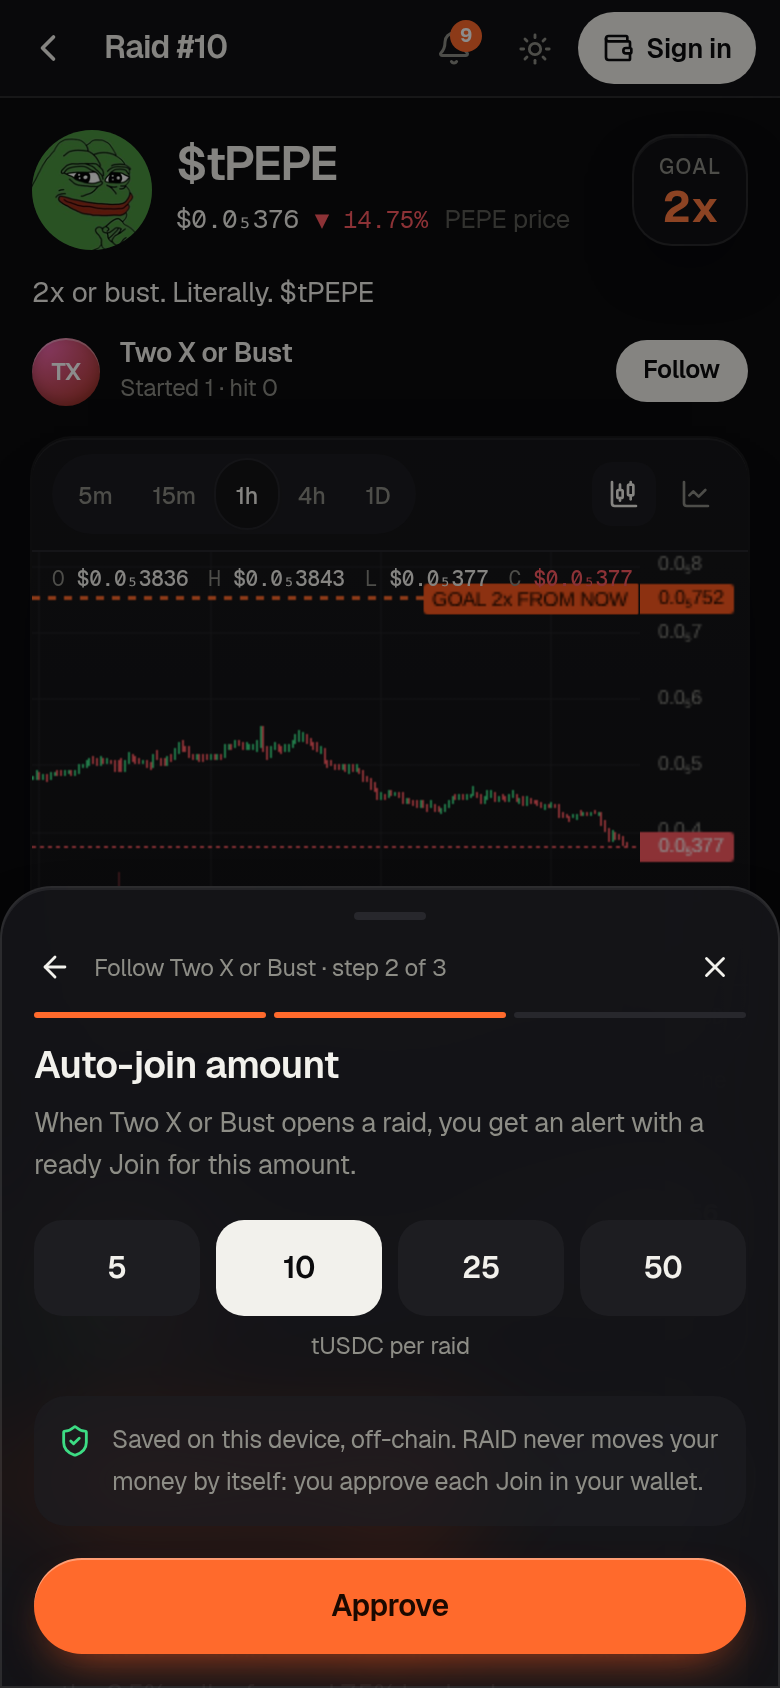 Raid #10
9
Sign in
$tPEPE
$0.0₅376 ▼ 14.75% PEPE price
GOAL
2x
2x or bust. Literally. $tPEPE
TX
Two X or Bust
Started 1 · hit 0
Follow
5m 15m 1h 4h 1D
O $0.0₅3836 H $0.0₅3843 L $0.0₅377 C $0.0₅377
0.0₅8
GOAL 2x FROM NOW 0.0₅752
0.0₅7
0.0₅6
0.0₅5
0.0₅377
Follow Two X or Bust · step 2 of 3
Auto-join amount
When Two X or Bust opens a raid, you get an alert with a
ready Join for this amount.
5 10 25 50
tUSDC per raid
Saved on this device, off-chain. RAID never moves your
money by itself: you approve each Join in your wallet.
Approve